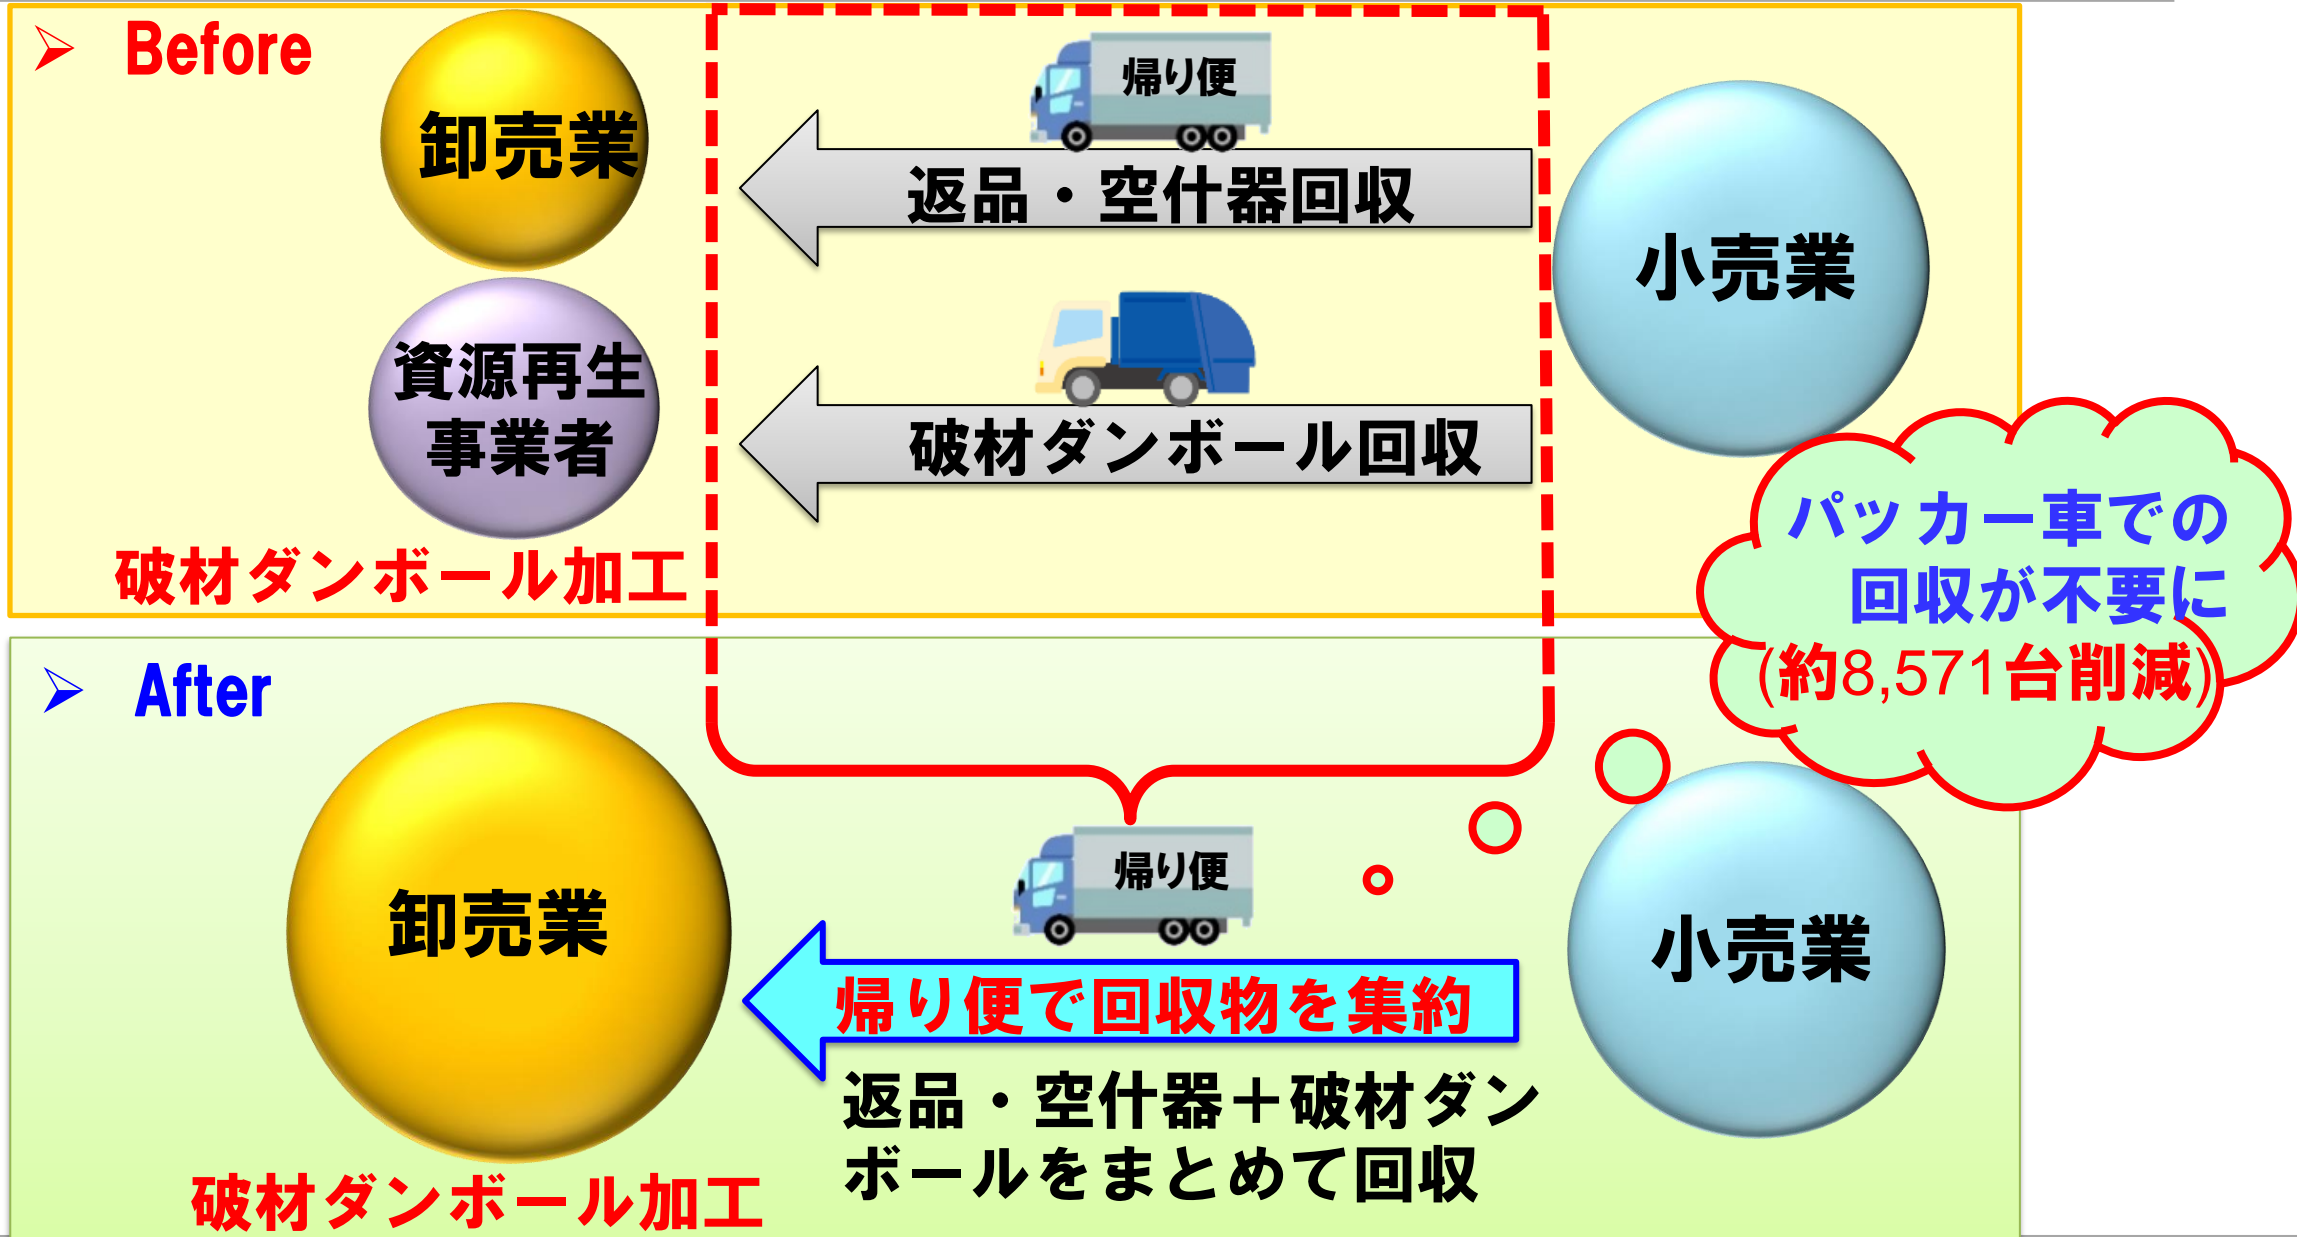 Before
卸売業
帰り便
返品・空什器回収
小売業
資源再生
事業者
破材ダンボール回収
破材ダンボール加工
パッカー車での
回収が不要に
(約8,571台削減)
After
卸売業
帰り便
帰り便で回収物を集約
小売業
返品・空什器＋破材ダン
ボールをまとめて回収
破材ダンボール加工